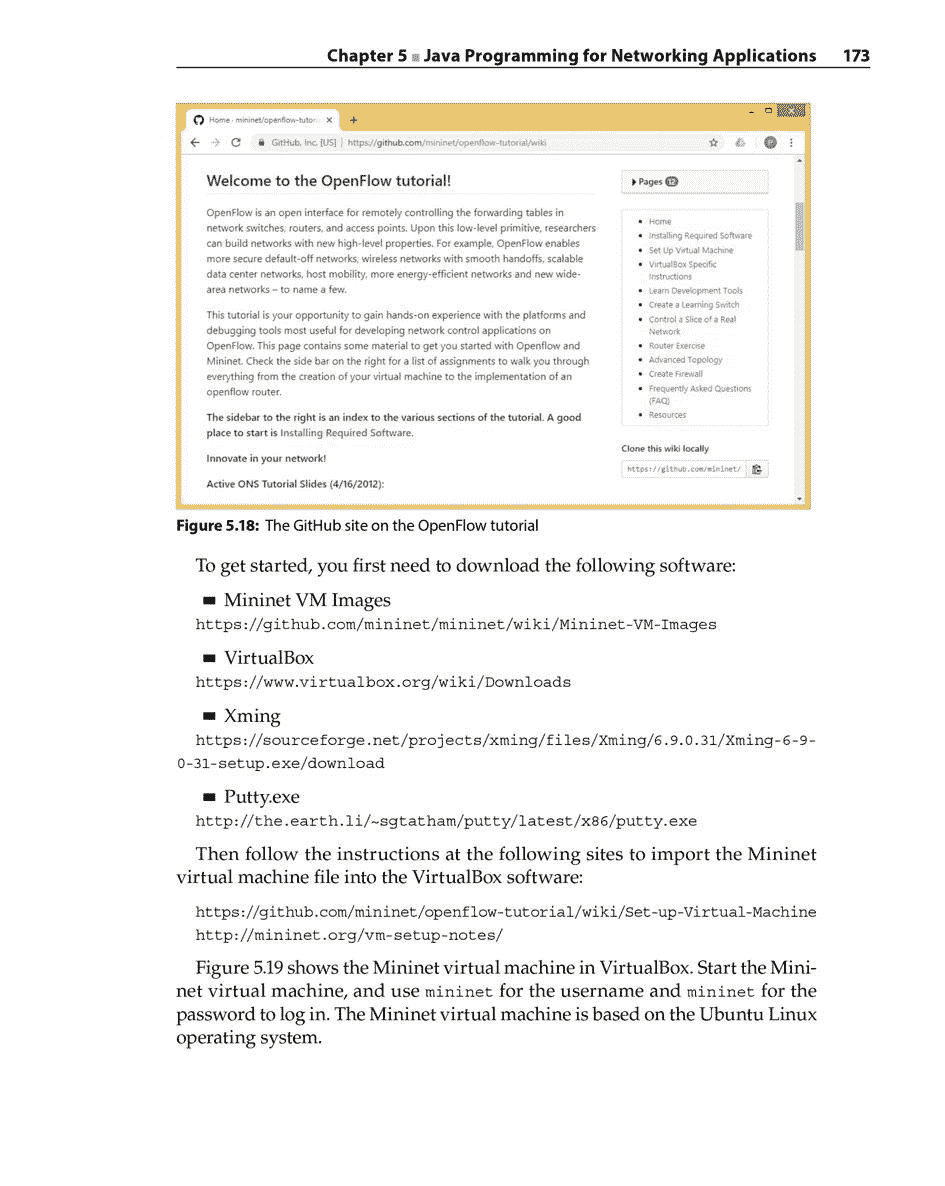 Chapter 5 ■ Java Programming for Networking Applications 173
Home · mininet/openflow-tutoria
GitHub, Inc. [US] | https://github.com/mininet/openflow-tutorial/wiki
Welcome to the OpenFlow tutorial!
OpenFlow is an open interface for remotely controlling the forwarding tables in
network switches, routers, and access points. Upon this low-level primitive, researchers
can build networks with new high-level properties. For example, OpenFlow enables
more secure default-off networks, wireless networks with smooth handoffs, scalable
data center networks, host mobility, more energy-efficient networks and new wide-
area networks – to name a few.
This tutorial is your opportunity to gain hands-on experience with the platforms and
debugging tools most useful for developing network control applications on
OpenFlow. This page contains some material to get you started with Openflow and
Mininet. Check the side bar on the right for a list of assignments to walk you through
everything from the creation of your virtual machine to the implementation of an
openflow router.
The sidebar to the right is an index to the various sections of the tutorial. A good
place to start is Installing Required Software.
Innovate in your network!
Active ONS Tutorial Slides (4/16/2012):
Pages 12
• Home
• Installing Required Software
• Set Up Virtual Machine
• VirtualBox Specific
Instructions
• Learn Development Tools
• Create a Learning Switch
• Control a Slice of a Real
Network
• Router Exercise
• Advanced Topology
• Create Firewall
• Frequently Asked Questions
(FAQ)
• Resources
Clone this wiki locally
https://github.com/mininet/
Figure 5.18: The GitHub site on the OpenFlow tutorial
To get started, you first need to download the following software:
■ Mininet VM Images
https://github.com/mininet/mininet/wiki/Mininet-VM-Images
■ VirtualBox
https://www.virtualbox.org/wiki/Downloads
■ Xming
https://sourceforge.net/projects/xming/files/Xming/6.9.0.31/Xming-6-9-
0-31-setup.exe/download
■ Putty.exe
http://the.earth.li/~sgtatham/putty/latest/x86/putty.exe
Then follow the instructions at the following sites to import the Mininet
virtual machine file into the VirtualBox software:
https://github.com/mininet/openflow-tutorial/wiki/Set-up-Virtual-Machine
http://mininet.org/vm-setup-notes/
Figure 5.19 shows the Mininet virtual machine in VirtualBox. Start the Mini-
net virtual machine, and use mininet for the username and mininet for the
password to log in. The Mininet virtual machine is based on the Ubuntu Linux
operating system.